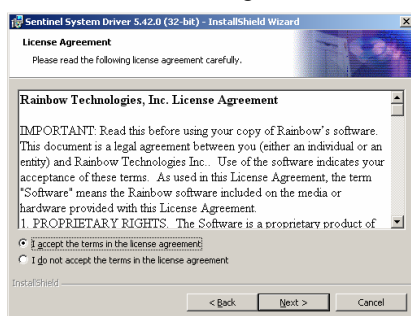 Sentinel System Driver 5.42.0 (32-bit) - InstallShield Wizard
License Agreement
Please read the following license agreement carefully.
Rainbow Technologies, Inc. License Agreement
IMPORTANT: Read this before using your copy of Rainbow's software.
This document is a legal agreement between you (either an individual or an
entity) and Rainbow Technologies Inc.. Use of the software indicates your
acceptance of these terms. As used in this License Agreement, the term
"Software" means the Rainbow software included on the media or
hardware provided with this License Agreement.
1. PROPRIETARY RIGHTS. The Software is a proprietary product of
I accept the terms in the license agreement
I do not accept the terms in the license agreement
InstallShield
< Back Next > Cancel